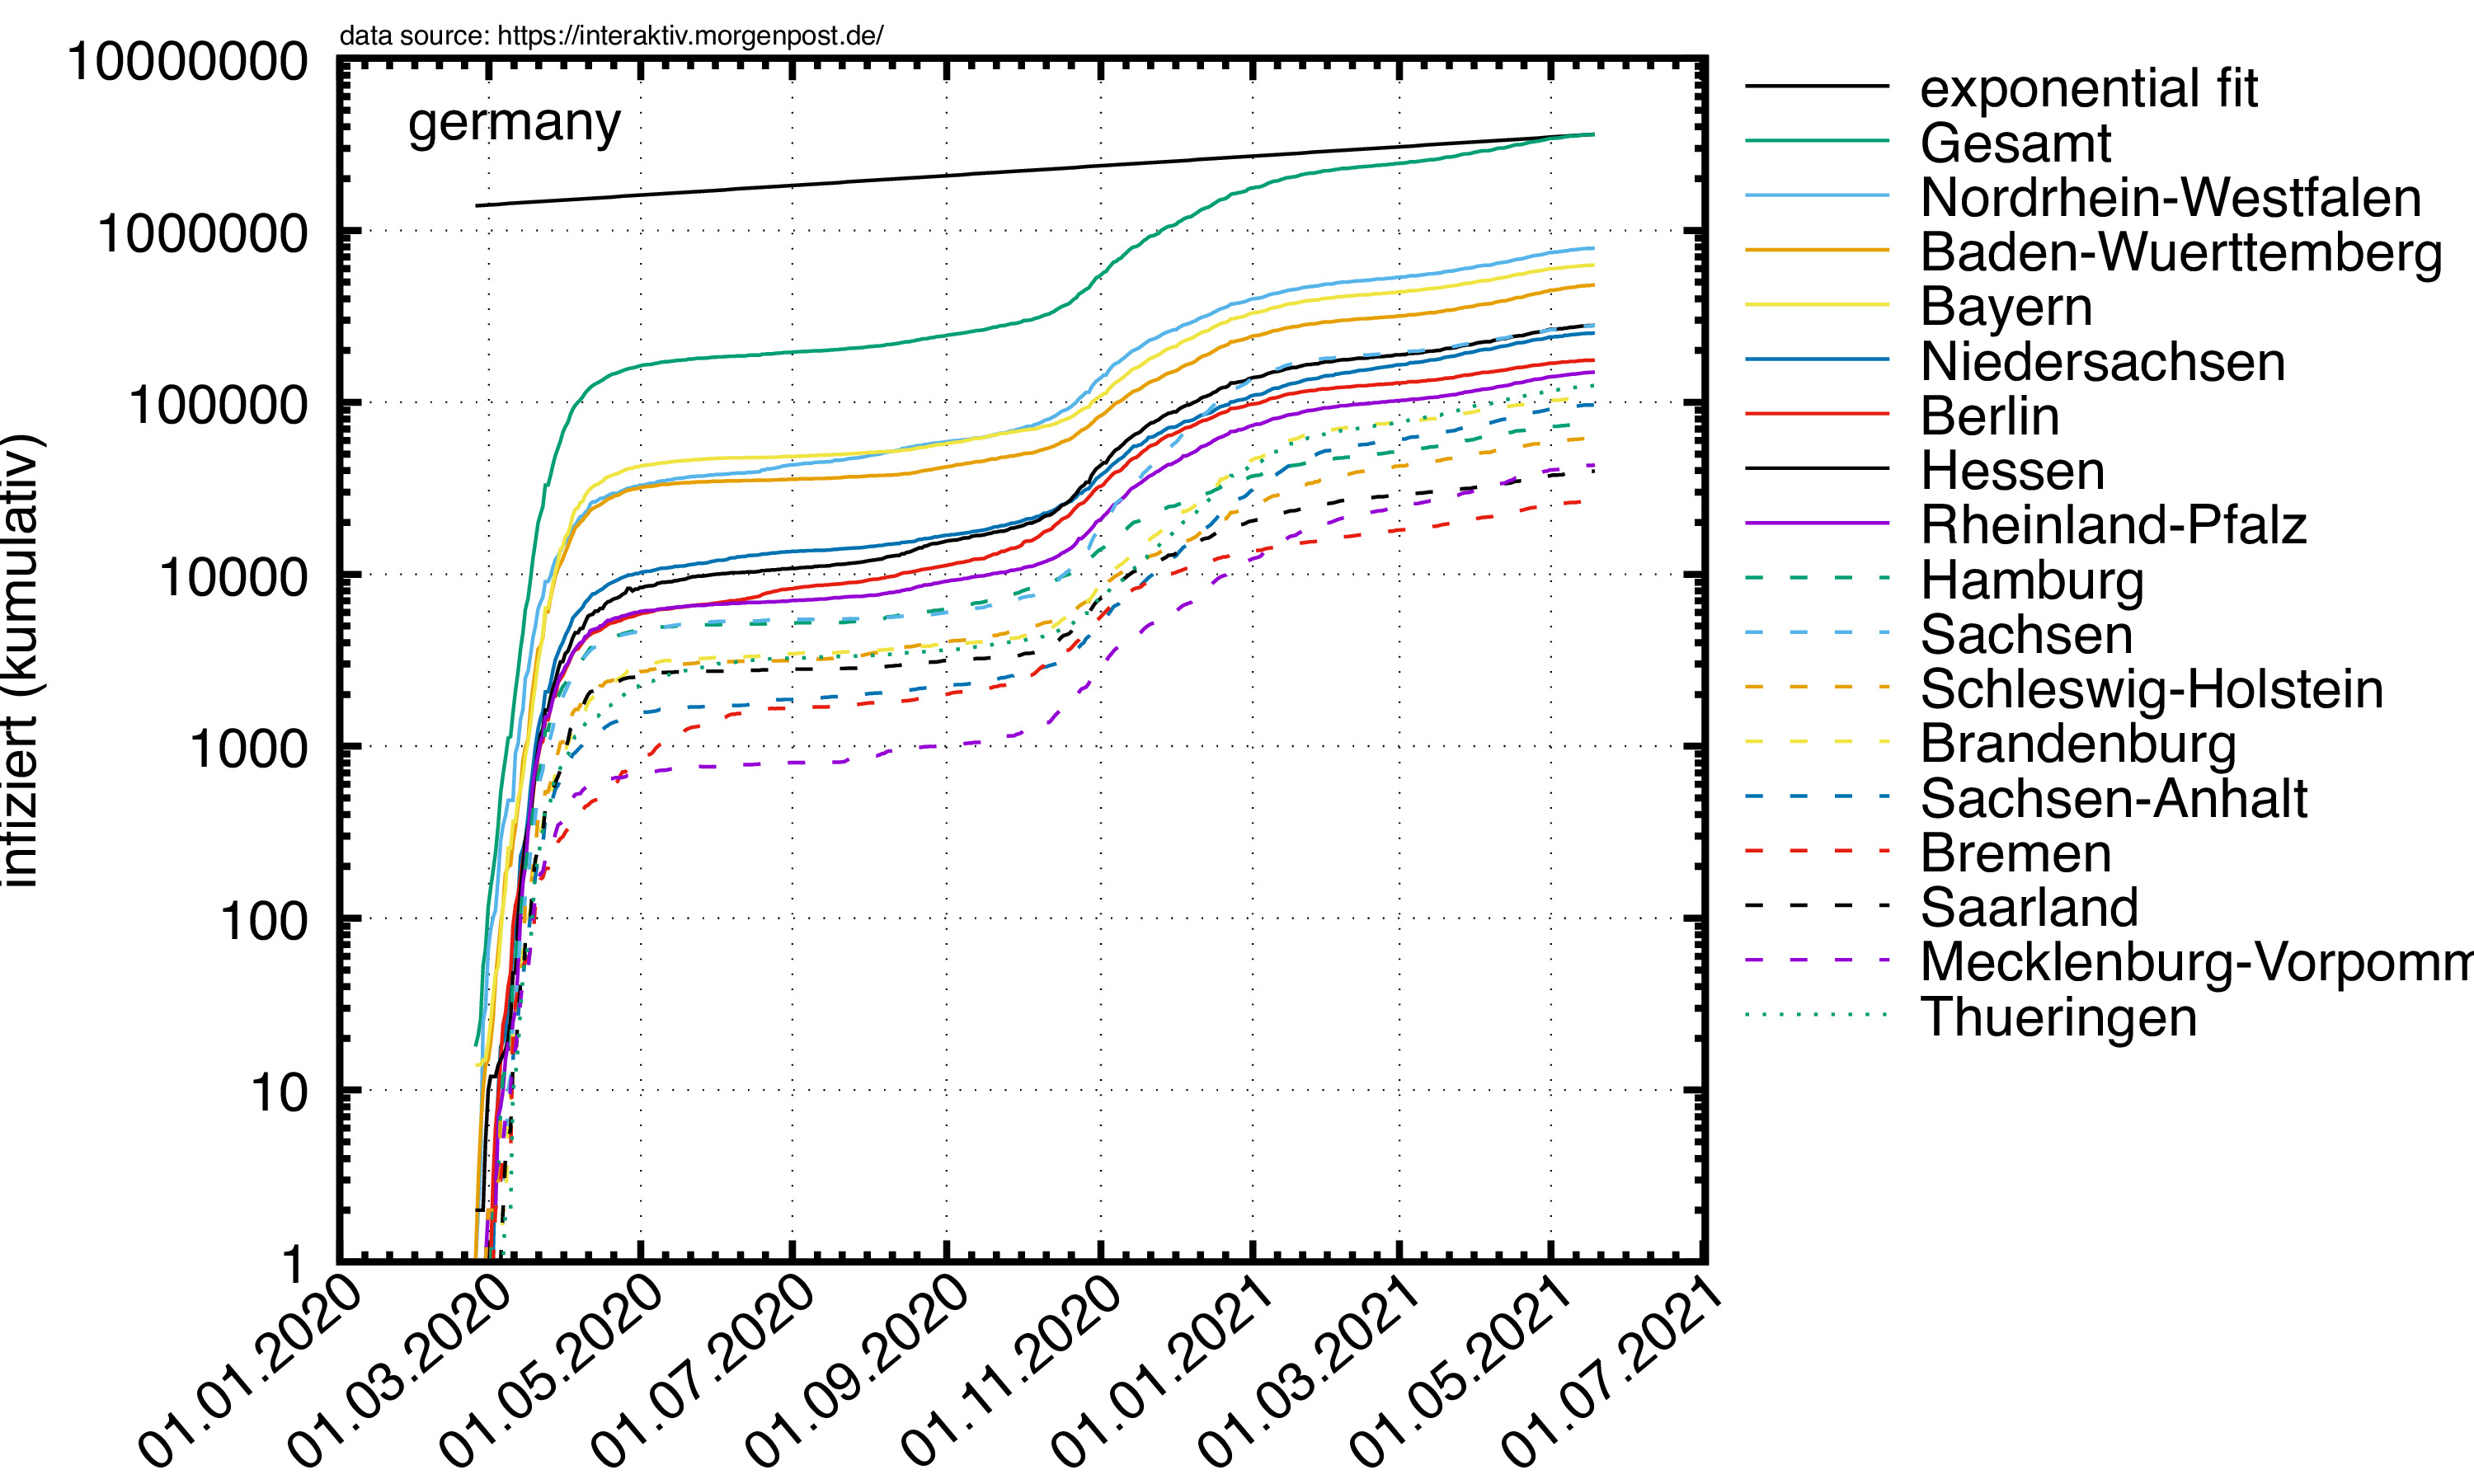 data source: https://interaktiv.morgenpost.de/
germany
infiziert (kumulativ)
10000000
1000000
100000
10000
1000
100
10
1
01.01.2020
01.03.2020
01.05.2020
01.07.2020
01.09.2020
01.11.2020
01.01.2021
01.03.2021
01.05.2021
01.07.2021
exponential fit
Gesamt
Nordrhein-Westfalen
Baden-Wuerttemberg
Bayern
Niedersachsen
Berlin
Hessen
Rheinland-Pfalz
Hamburg
Sachsen
Schleswig-Holstein
Brandenburg
Sachsen-Anhalt
Bremen
Saarland
Mecklenburg-Vorpomm
Thueringen